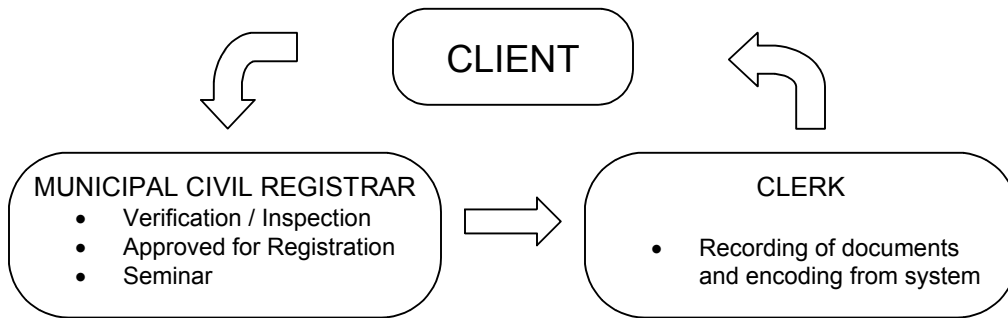 CLIENT
MUNICIPAL CIVIL REGISTRAR
• Verification / Inspection
• Approved for Registration
• Seminar
CLERK
• Recording of documents
and encoding from system